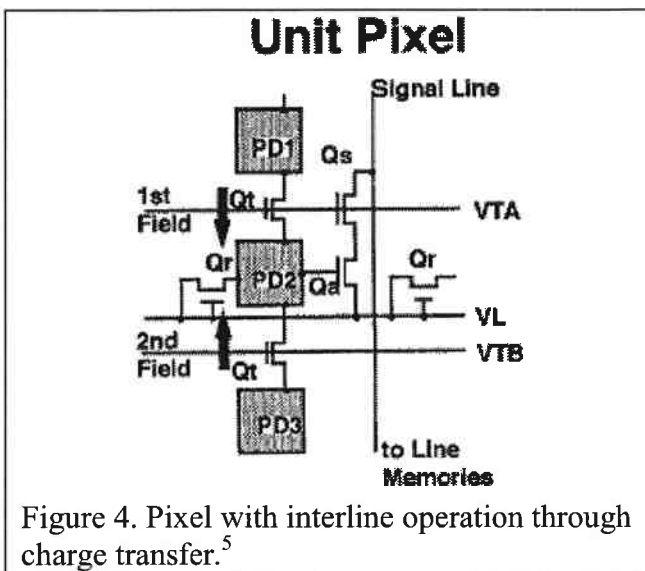 Unit Pixel
Signal Line
PD1
Qs
1st
Field
Qt
VTA
Qr
PD2
Qa
Qr
VL
2nd
Field
Qt
VTB
PD3
to Line
Memories
Figure 4. Pixel with interline operation through
charge transfer.5